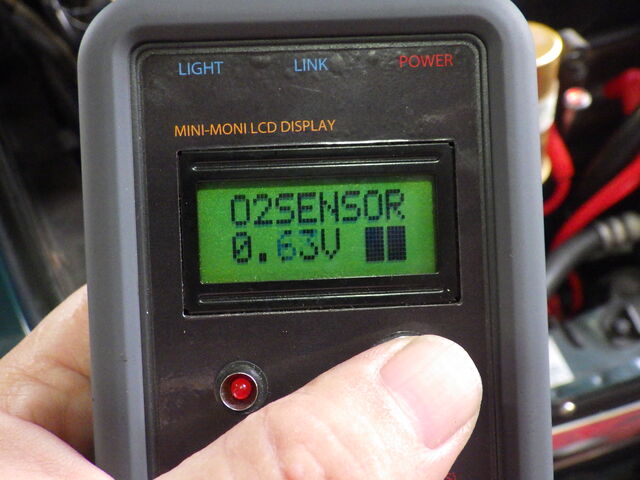 LIGHT LINK POWER
MINI-MONI LCD DISPLAY
O2SENSOR
0.63V